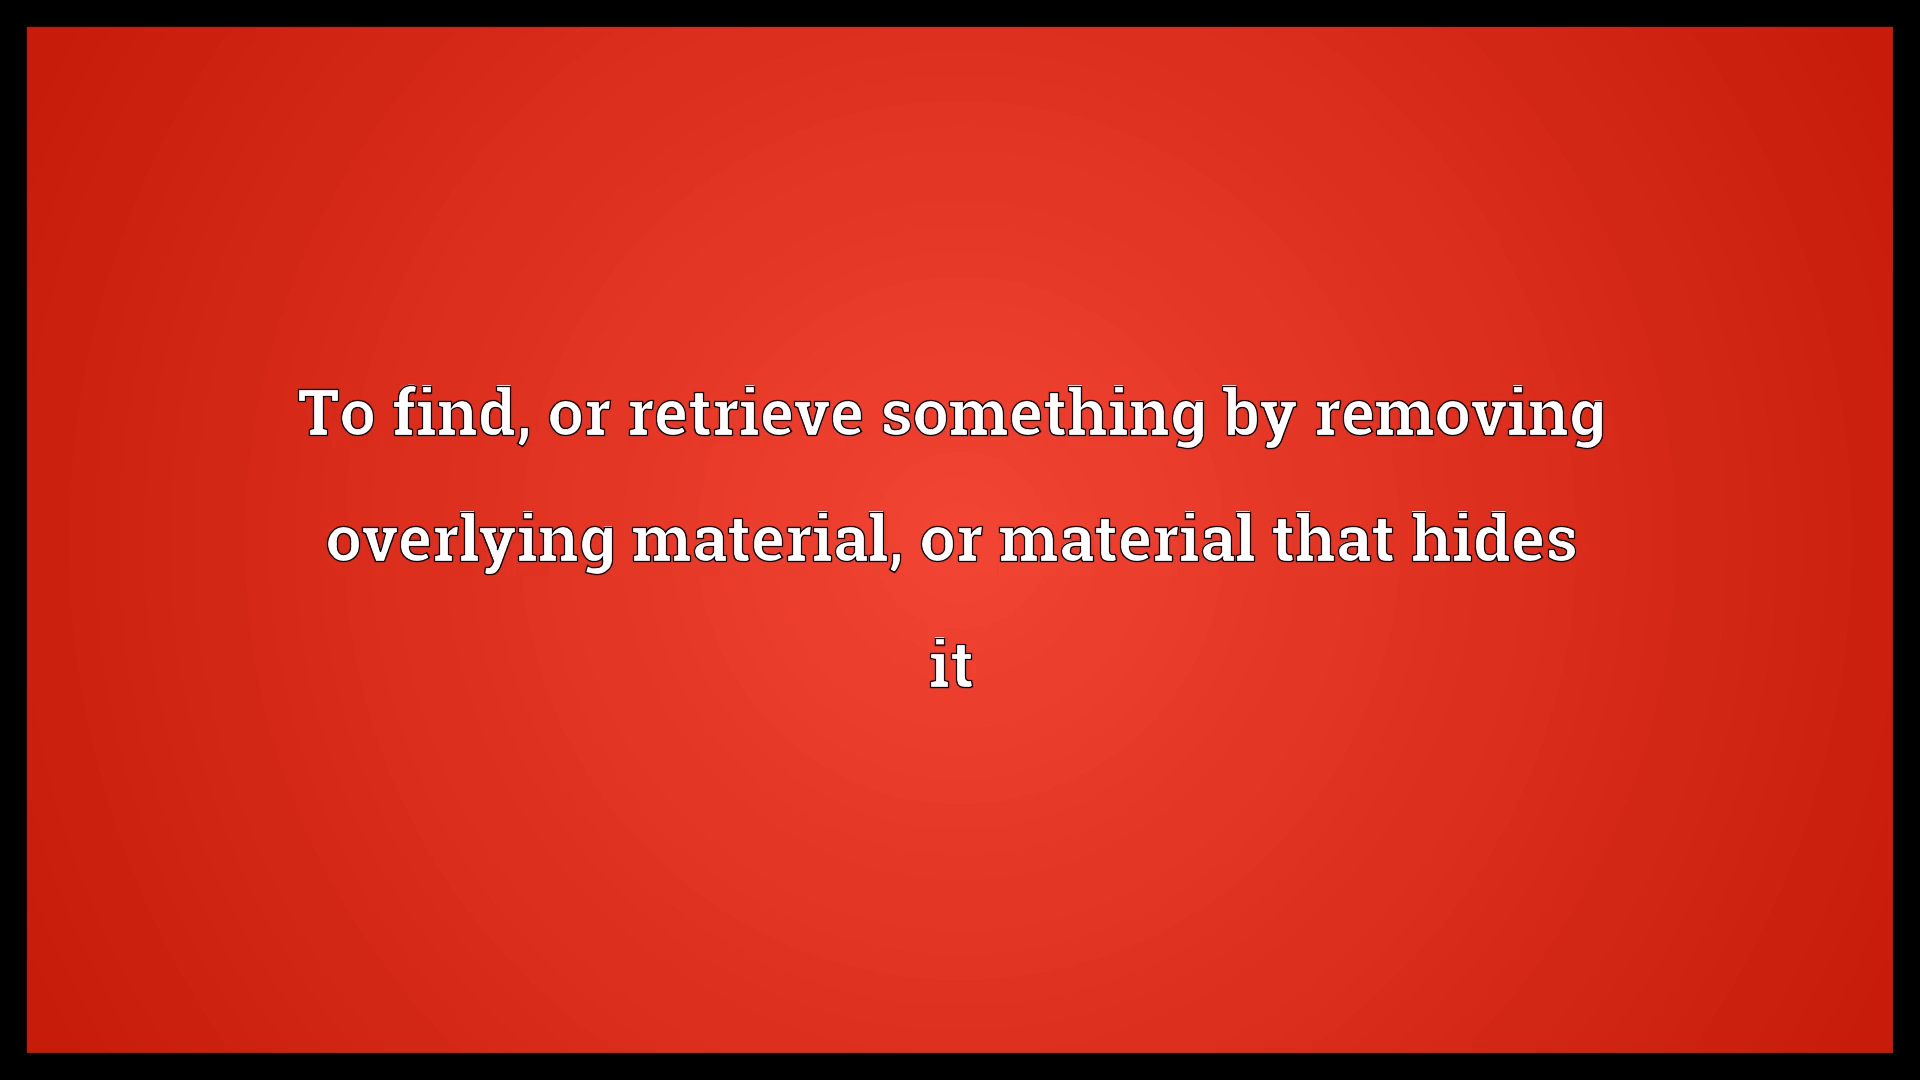 To find, or retrieve something by removing
overlying material, or material that hides
it